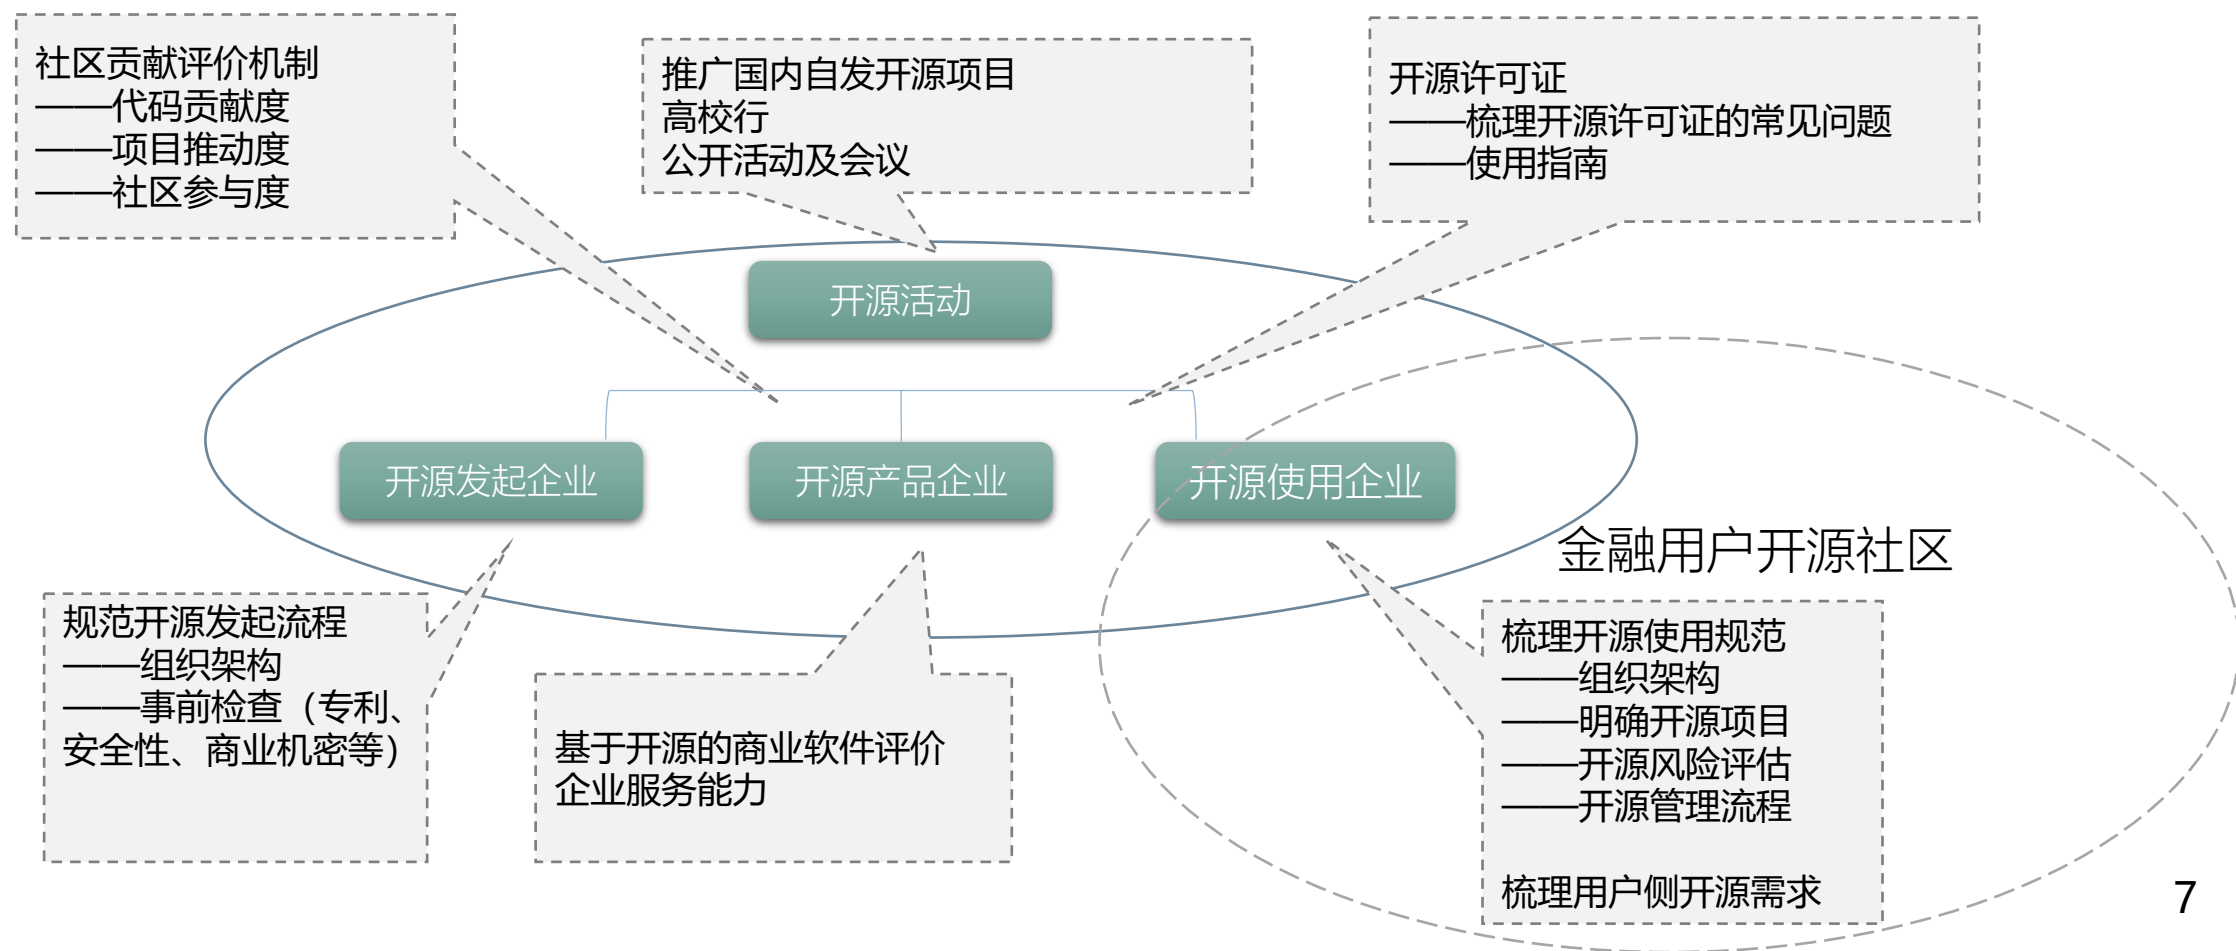 社区贡献评价机制
——代码贡献度
——项目推动度
——社区参与度
推广国内自发开源项目
高校行
公开活动及会议
开源许可证
——梳理开源许可证的常见问题
——使用指南
开源活动
开源发起企业
开源产品企业
开源使用企业
金融用户开源社区
规范开源发起流程
——组织架构
——事前检查（专利、
安全性、商业机密等）
基于开源的商业软件评价
企业服务能力
梳理开源使用规范
——组织架构
——明确开源项目
——开源风险评估
——开源管理流程
梳理用户侧开源需求
7